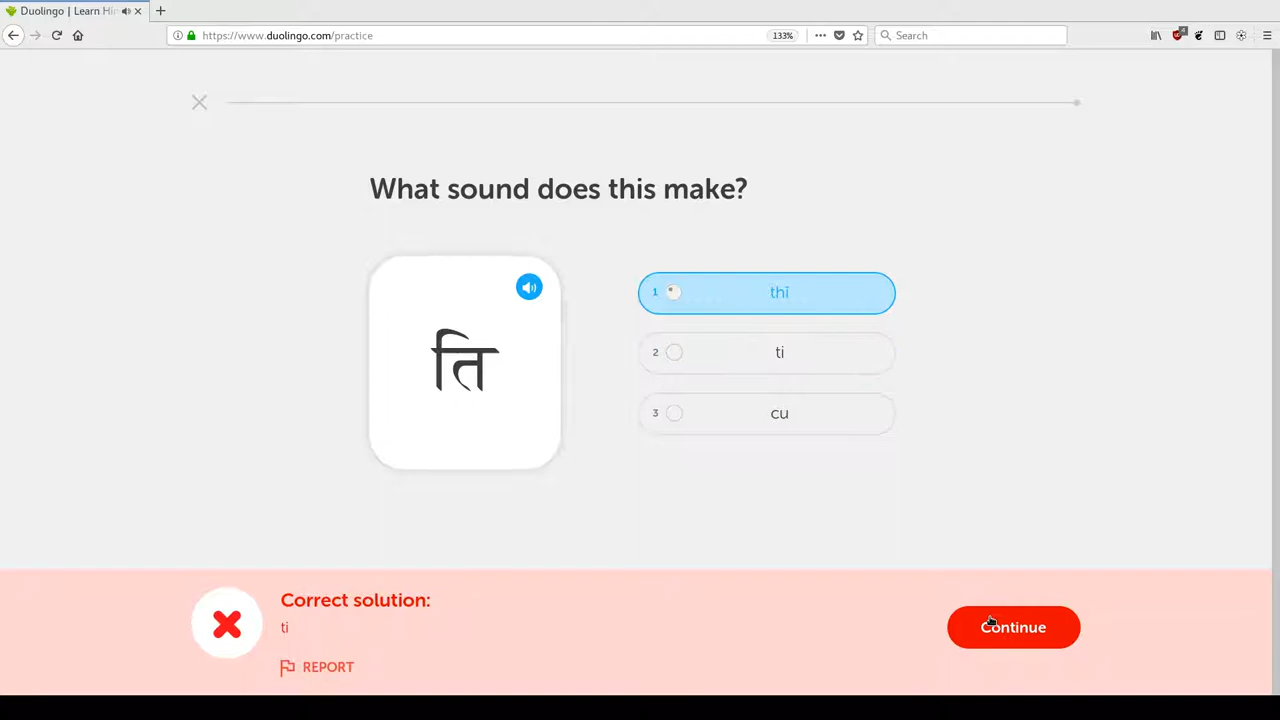 Duolingo | Learn Hi
https://www.duolingo.com/practice
133%
Search
4
What sound does this make?
ति
1 thī
2 ti
3 cu
Correct solution:
ti
REPORT
Continue